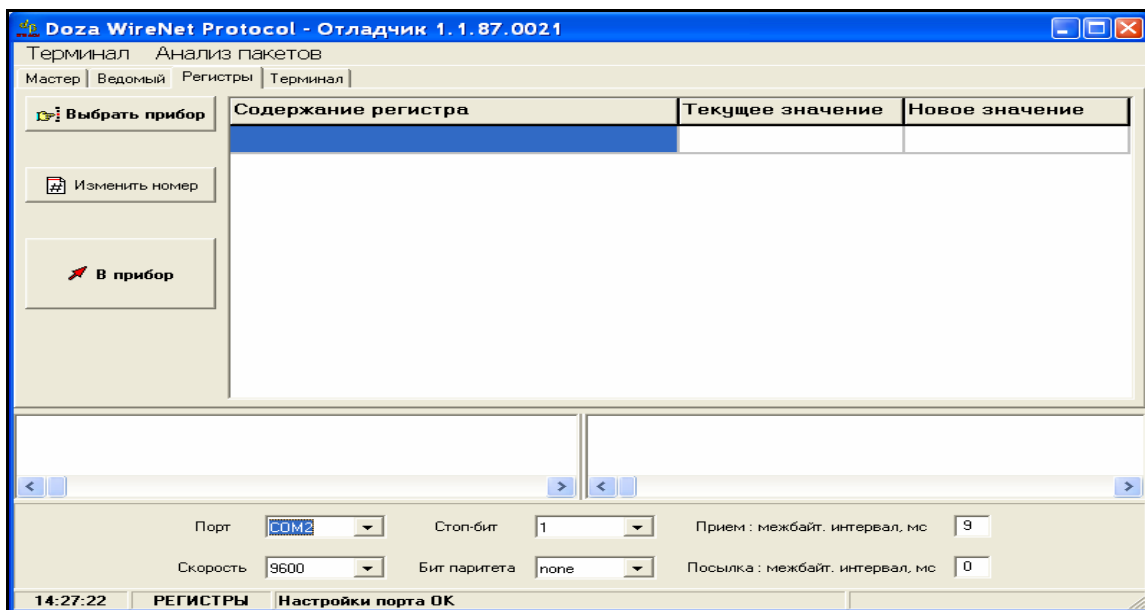 Doza WireNet Protocol - Отладчик 1.1.87.0021
Терминал Анализ пакетов
Мастер Ведомый Регистры Терминал
Выбрать прибор
Содержание регистра Текущее значение Новое значение
Изменить номер
В прибор
Порт COM2 Стоп-бит 1 Прием : межбайт. интервал, мс 9
Скорость 9600 Бит паритета none Посылка : межбайт. интервал, мс 0
14:27:22 РЕГИСТРЫ Настройки порта OK